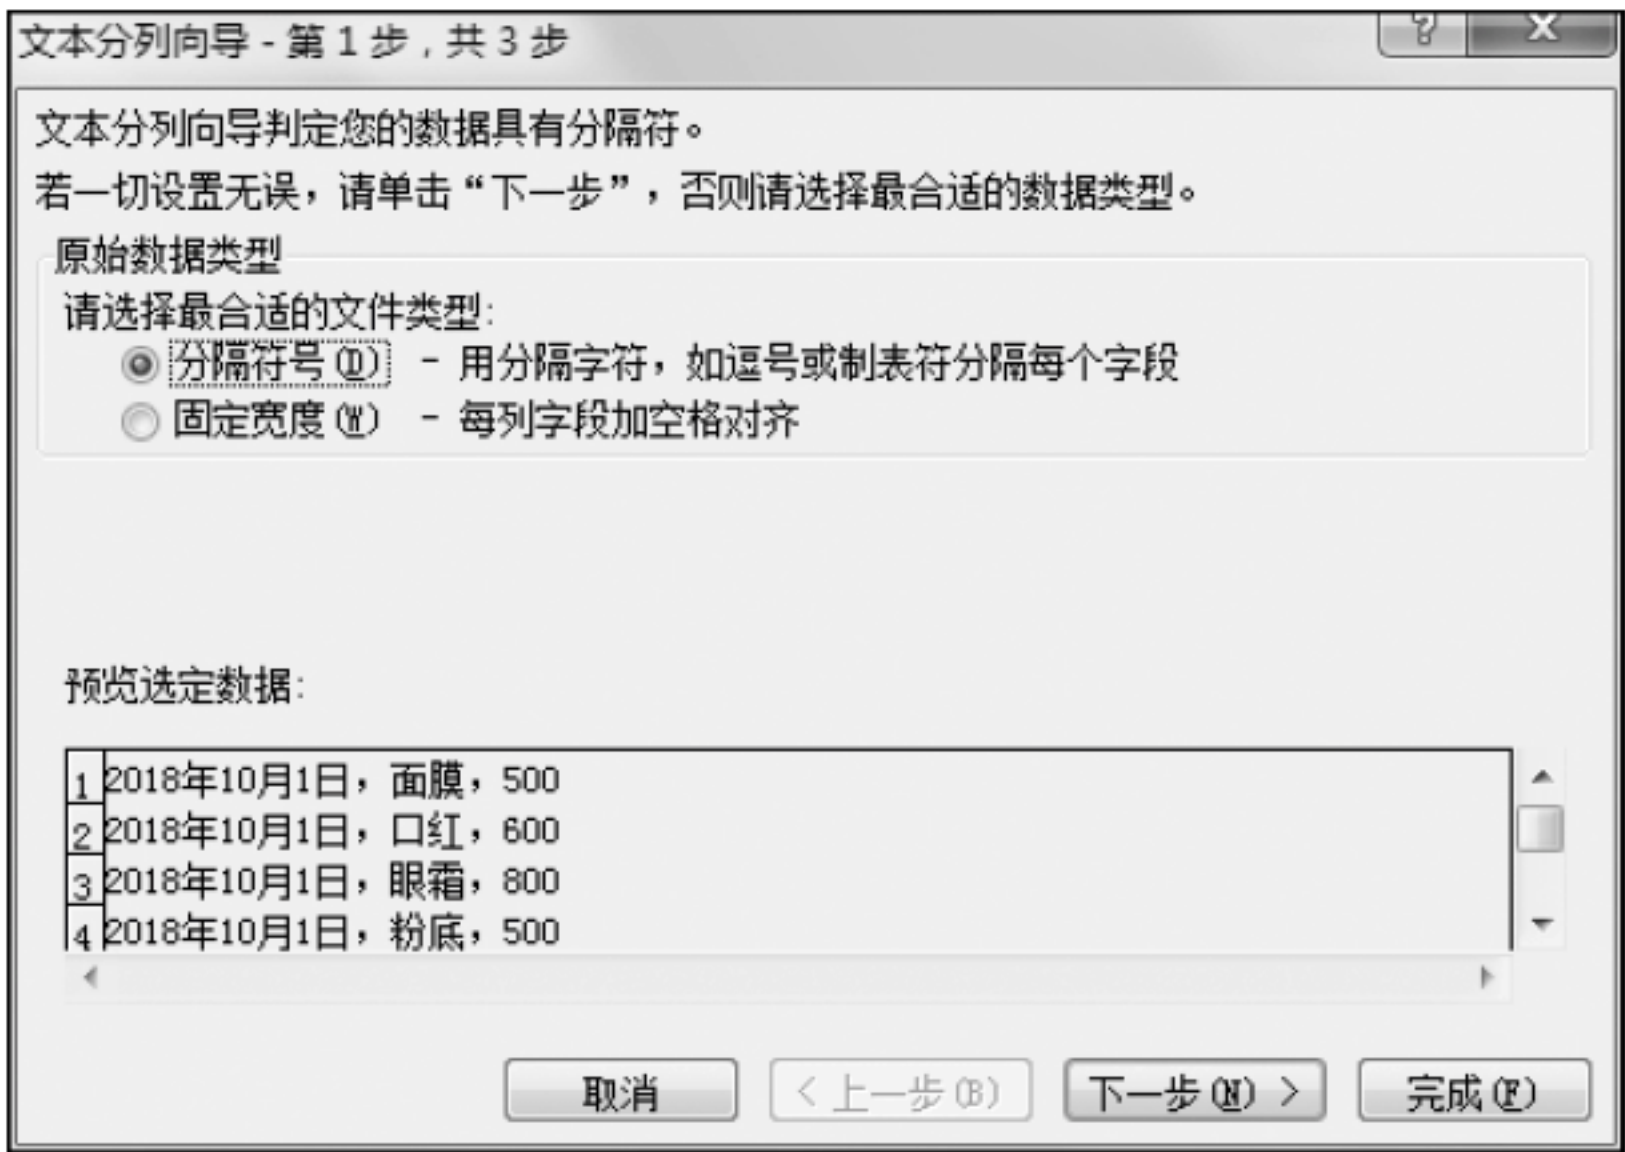 文本分列向导 - 第 1 步，共 3 步
文本分列向导判定您的数据具有分隔符。
若一切设置无误，请单击“下一步”，否则请选择最合适的数据类型。
原始数据类型
请选择最合适的文件类型:
分隔符号(D) - 用分隔字符，如逗号或制表符分隔每个字段
固定宽度(W) - 每列字段加空格对齐
预览选定数据:
1 2018年10月1日，面膜，500
2 2018年10月1日，口红，600
3 2018年10月1日，眼霜，800
4 2018年10月1日，粉底，500
取消 < 上一步(B) 下一步(N) > 完成(F)